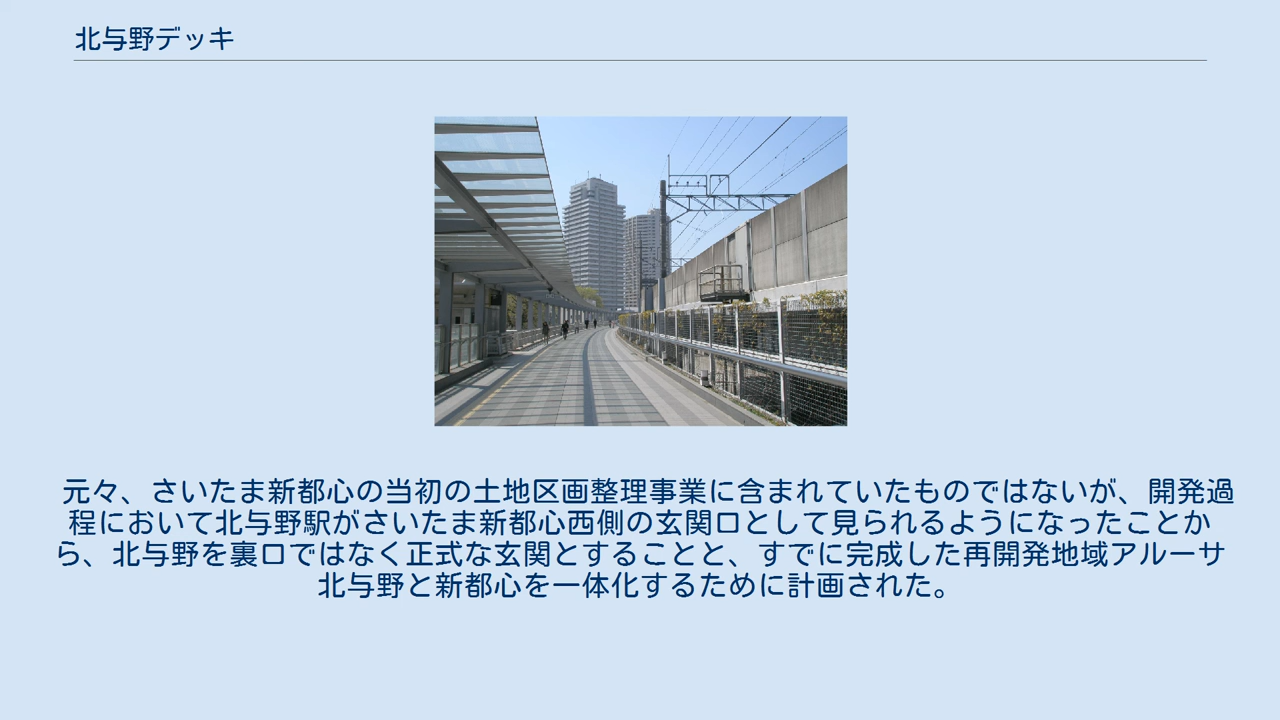 北与野デッキ
元々、さいたま新都心の当初の土地区画整理事業に含まれていたものではないが、開発過
程において北与野駅がさいたま新都心西側の玄関口として見られるようになったことか
ら、北与野を裏口ではなく正式な玄関とすることと、すでに完成した再開発地域アルーサ
北与野と新都心を一体化するために計画された。